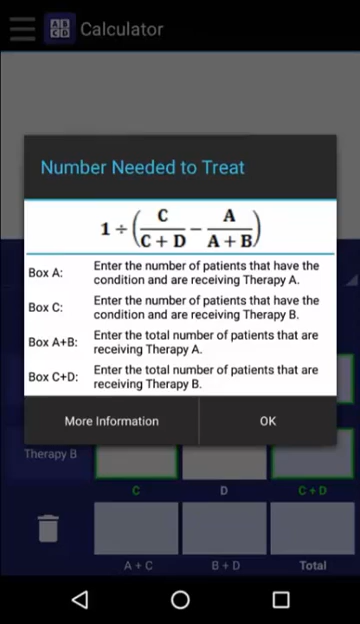 A B
C D
Calculator
Number Needed to Treat
1 ÷ ( C / C + D − A / A + B )
Box A: Enter the number of patients that have the
condition and are receiving Therapy A.
Box C: Enter the number of patients that have the
condition and are receiving Therapy B.
Box A+B: Enter the total number of patients that are
receiving Therapy A.
Box C+D: Enter the total number of patients that are
receiving Therapy B.
More Information OK
Therapy B
C D C + D
A + C B + D Total